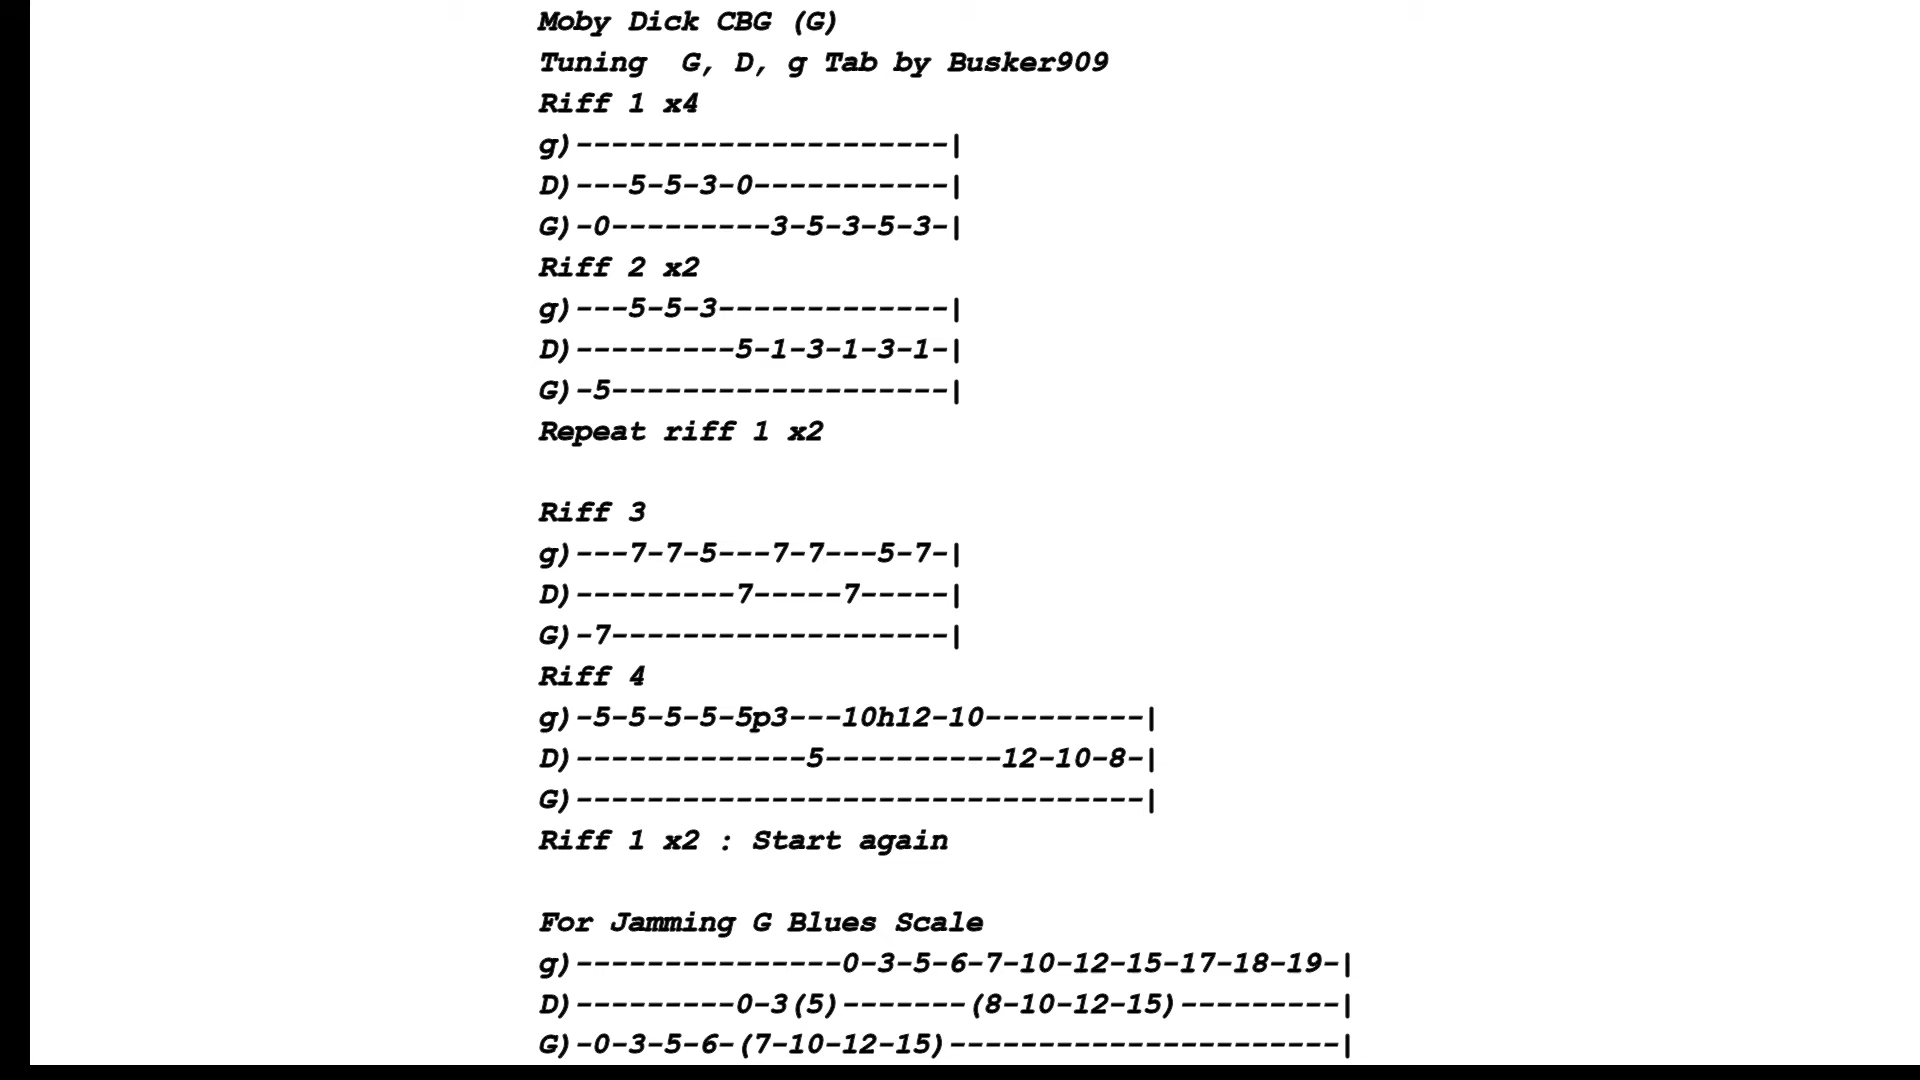 Moby Dick CBG (G)
Tuning  G, D, g Tab by Busker909
Riff 1 x4
g)---------------------|
D)---5-5-3-0-----------|
G)-0---------3-5-3-5-3-|
Riff 2 x2
g)---5-5-3-------------|
D)---------5-1-3-1-3-1-|
G)-5-------------------|
Repeat riff 1 x2
Riff 3
g)---7-7-5---7-7---5-7-|
D)---------7-----7-----|
G)-7-------------------|
Riff 4
g)-5-5-5-5-5p3---10h12-10---------|
D)-------------5----------12-10-8-|
G)--------------------------------|
Riff 1 x2 : Start again
For Jamming G Blues Scale
g)---------------0-3-5-6-7-10-12-15-17-18-19-|
D)---------0-3(5)-------(8-10-12-15)---------|
G)-0-3-5-6-(7-10-12-15)----------------------|